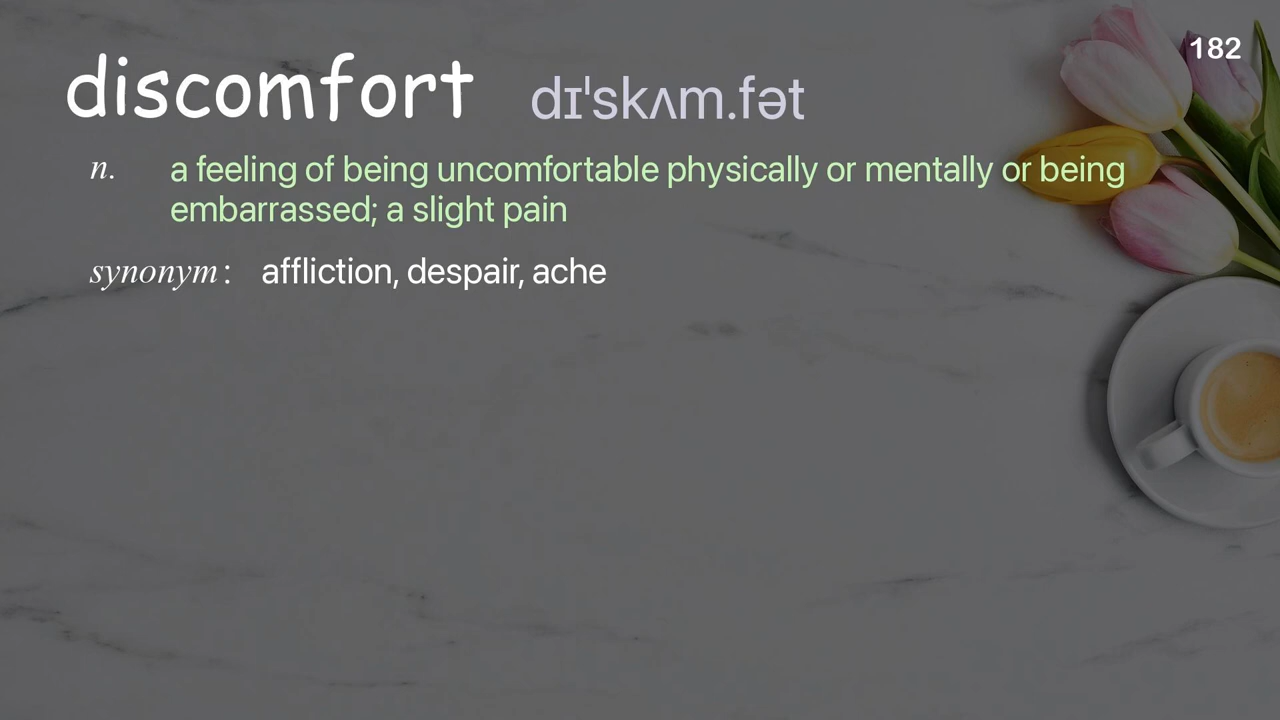 182
discomfort dɪˈskʌm.fət
n. a feeling of being uncomfortable physically or mentally or being
embarrassed; a slight pain
synonym: affliction, despair, ache